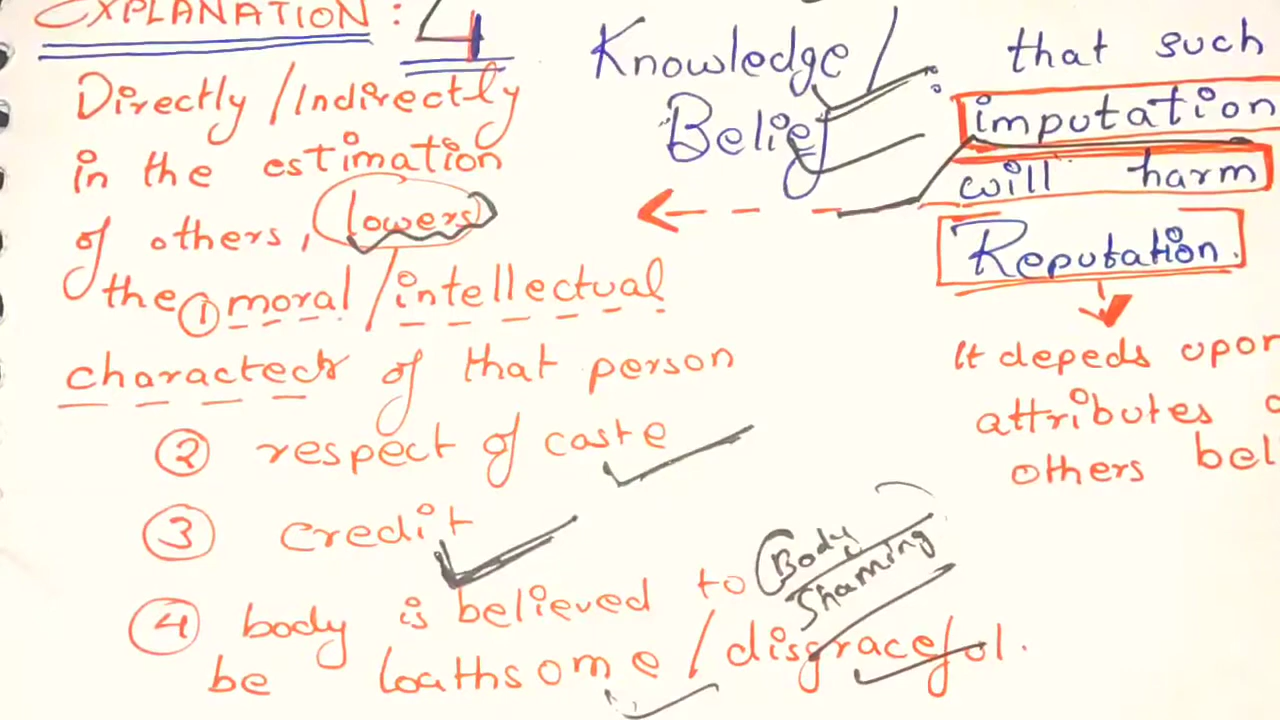 EXPLANATION : 4
Directly / Indirectly
in the estimation
of others, lowers
the ① moral / intellectual
character of that person
② respect of caste
③ credit
④ body is believed to
be loathsome / disgraceful.
Body
Shaming
Knowledge /
Belief
that such
imputation
will harm
Reputation.
It depeds upon
attributes
others bel